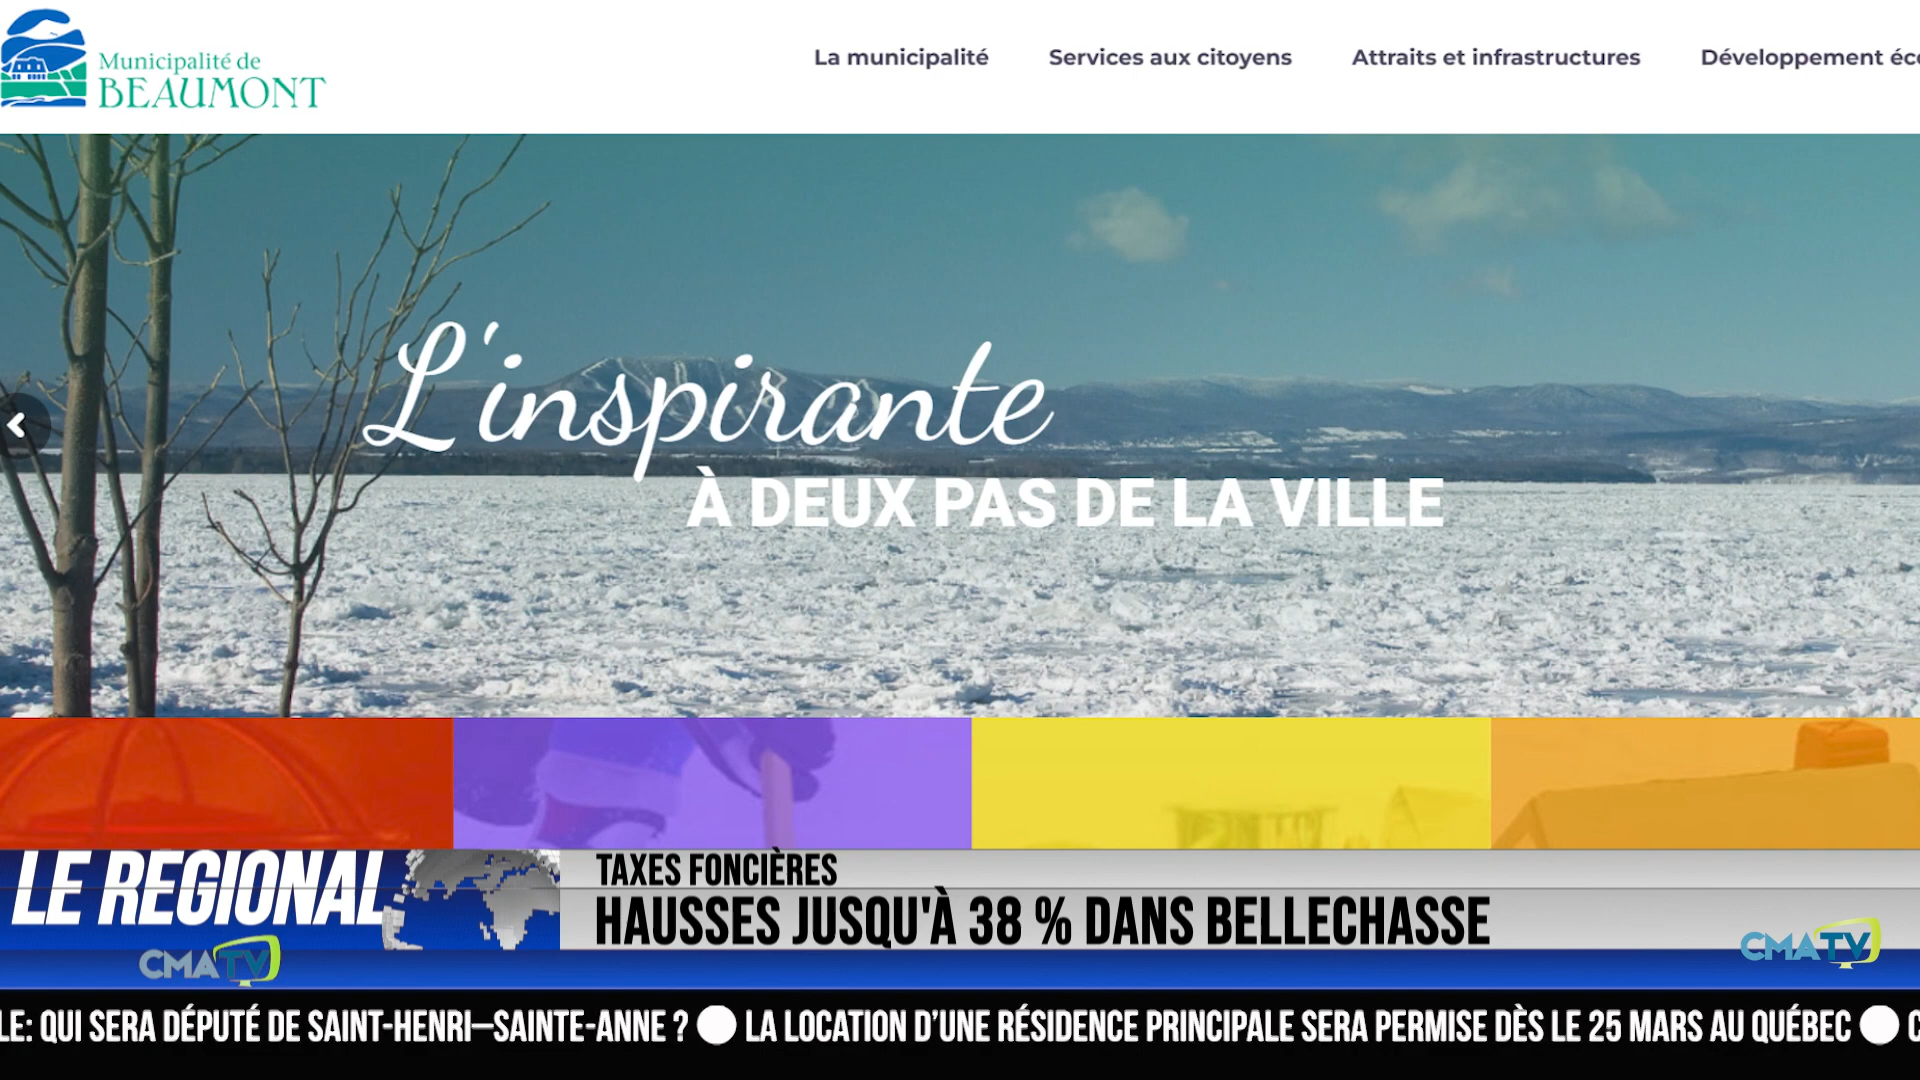 Municipalité de
BEAUMONT
La municipalité
Services aux citoyens
Attraits et infrastructures
Développement éc
L'inspirante
À DEUX PAS DE LA VILLE
LE RÉGIONAL
TAXES FONCIÈRES
HAUSSES JUSQU'À 38 % DANS BELLECHASSE
CMATV
CMATV
LE: QUI SERA DÉPUTÉ DE SAINT-HENRI–SAINTE-ANNE ? LA LOCATION D’UNE RÉSIDENCE PRINCIPALE SERA PERMISE DÈS LE 25 MARS AU QUÉBEC